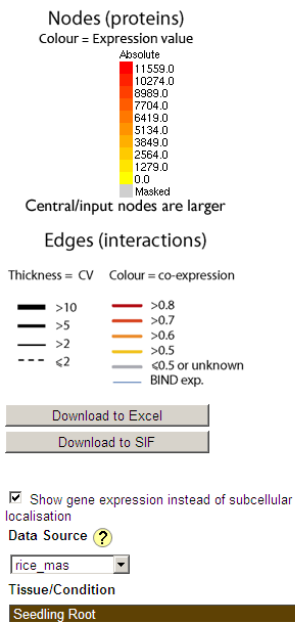 Nodes (proteins)
Colour = Expression value
Absolute
11559.0
10274.0
8989.0
7704.0
6419.0
5134.0
3849.0
2564.0
1279.0
0.0
Masked
Central/input nodes are larger
Edges (interactions)
Thickness = CV Colour = co-expression
>10 >0.8
>5 >0.7
>2 >0.6
⩽2 >0.5
⩽0.5 or unknown
BIND exp.
Download to Excel
Download to SIF
Show gene expression instead of subcellular
localisation
Data Source ?
rice_mas
Tissue/Condition
Seedling Root